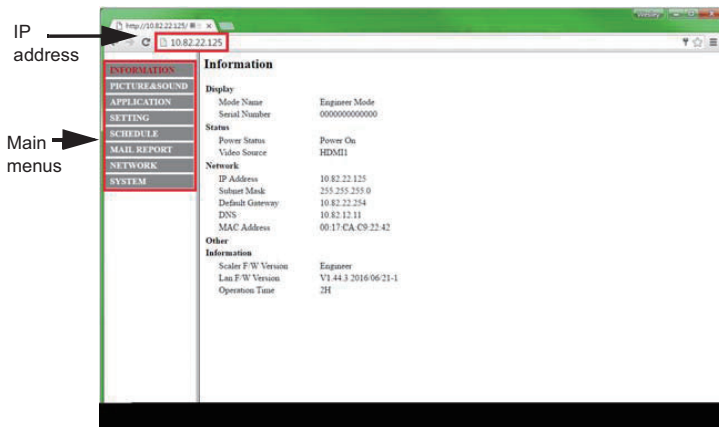 IP
address
Main
menus
http://10.82.22.125/
10.82.22.125
INFORMATION
PICTURE&SOUND
APPLICATION
SETTING
SCHEDULE
MAIL REPORT
NETWORK
SYSTEM
Information
Display
Mode Name Engineer Mode
Serial Number 0000000000000
Status
Power Status Power On
Video Source HDMI1
Network
IP Address 10.82.22.125
Subnet Mask 255.255.255.0
Default Gateway 10.82.22.254
DNS 10.82.12.11
MAC Address 00:17:CA:C9:22:42
Other
Information
Scaler F/W Version Engineer
Lan F/W Version V1.44.3 2016/06/21-1
Operation Time 2H